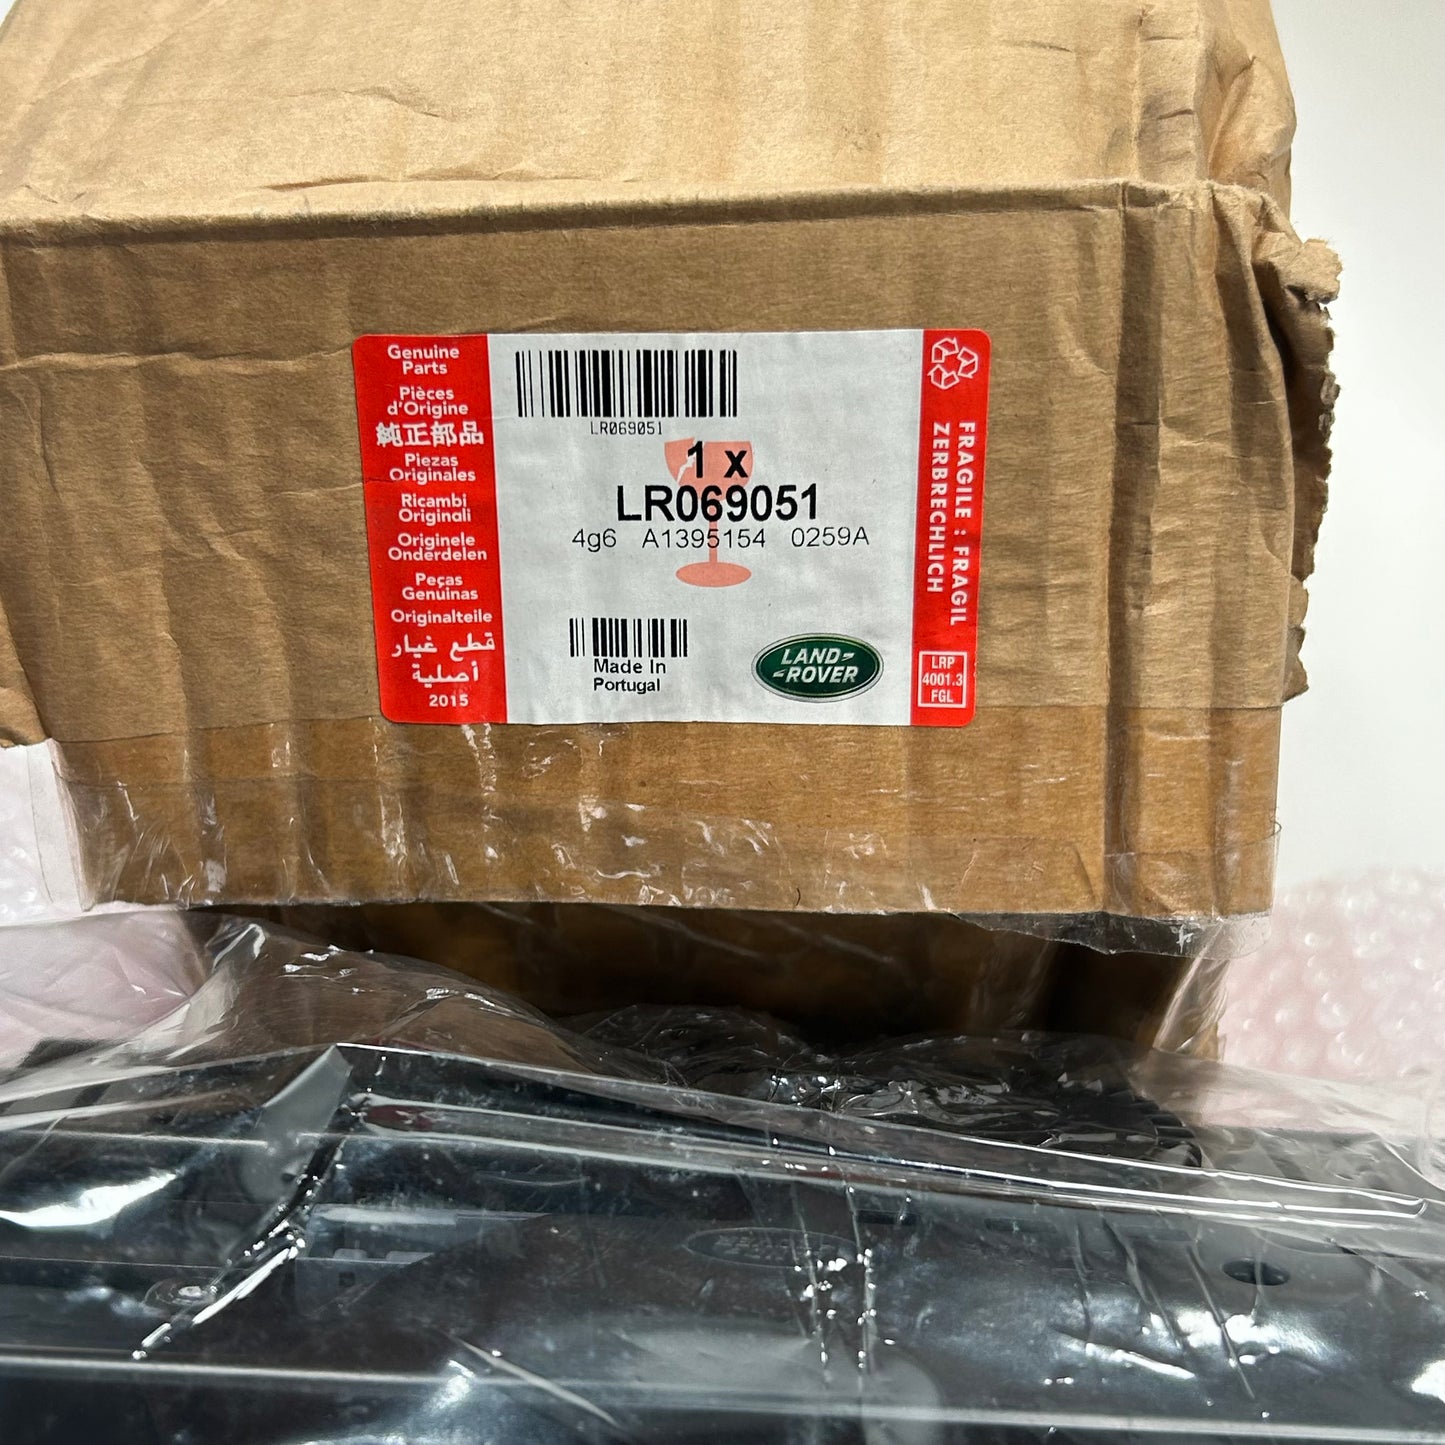 Genuine
Parts
Pièces
d'Origine
純正部品
Piezas
Originales
Ricambi
Originali
Originele
Onderdelen
Peças
Genuinas
Originalteile
قطع غيار
أصلية
2015
LR069051
1 x
LR069051
4g6 A1395154 0259A
Made In
Portugal
LAND-
-ROVER
FRAGILE : FRAGIL
ZERBRECHLICH
LRP
4001.3
FGL